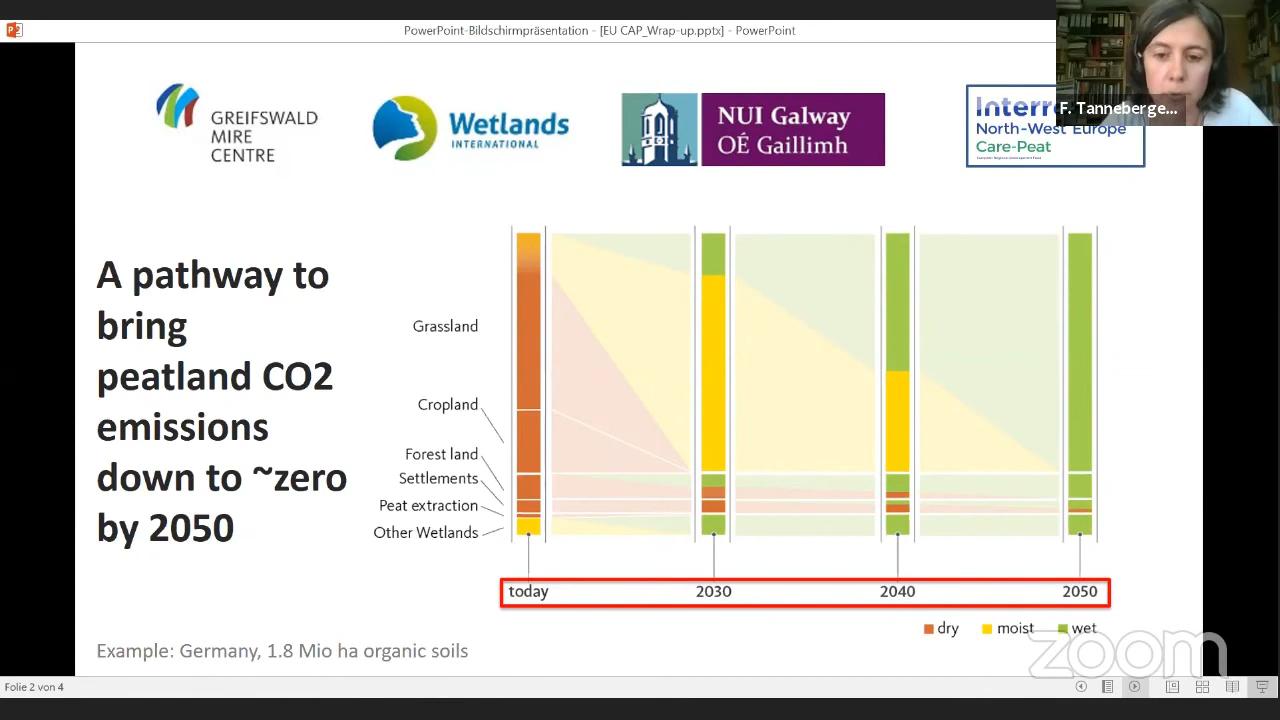 PowerPoint-Bildschirmpräsentation - [EU CAP_Wrap-up.pptx] - PowerPoint
F. Tanneberge...
GREIFSWALD
MIRE
CENTRE
Wetlands
INTERNATIONAL
NUI Galway
OÉ Gaillimh
North-West Europe
Care-Peat
A pathway to
bring
peatland CO2
emissions
down to ~zero
by 2050
Grassland
Cropland
Forest land
Settlements
Peat extraction
Other Wetlands
today 2030 2040 2050
dry moist wet
Example: Germany, 1.8 Mio ha organic soils
zoom
Folie 2 von 4